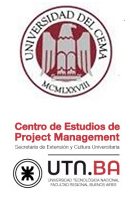 UNIVERSIDAD DEL CEMA
MCMLXXVIII
Centro de Estudios de
Project Management
Secretaría de Extensión y Cultura Universitaria
UTN.BA
UNIVERSIDAD TECNOLÓGICA NACIONAL
FACULTAD REGIONAL BUENOS AIRES